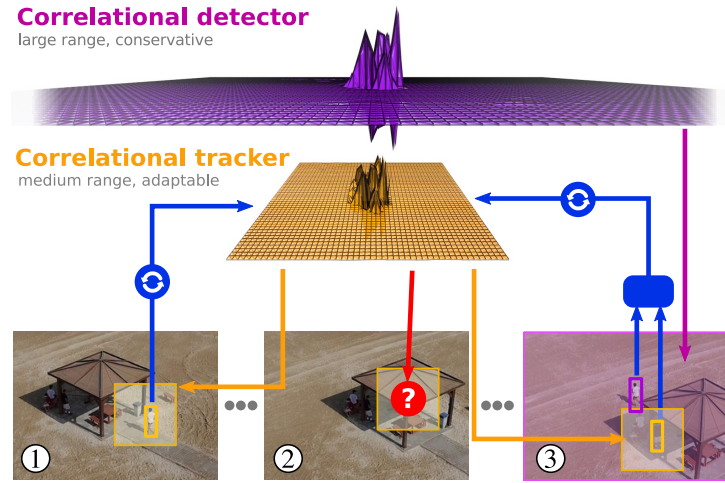 Correlational detector
large range, conservative
Correlational tracker
medium range, adaptable
?
1
2
3